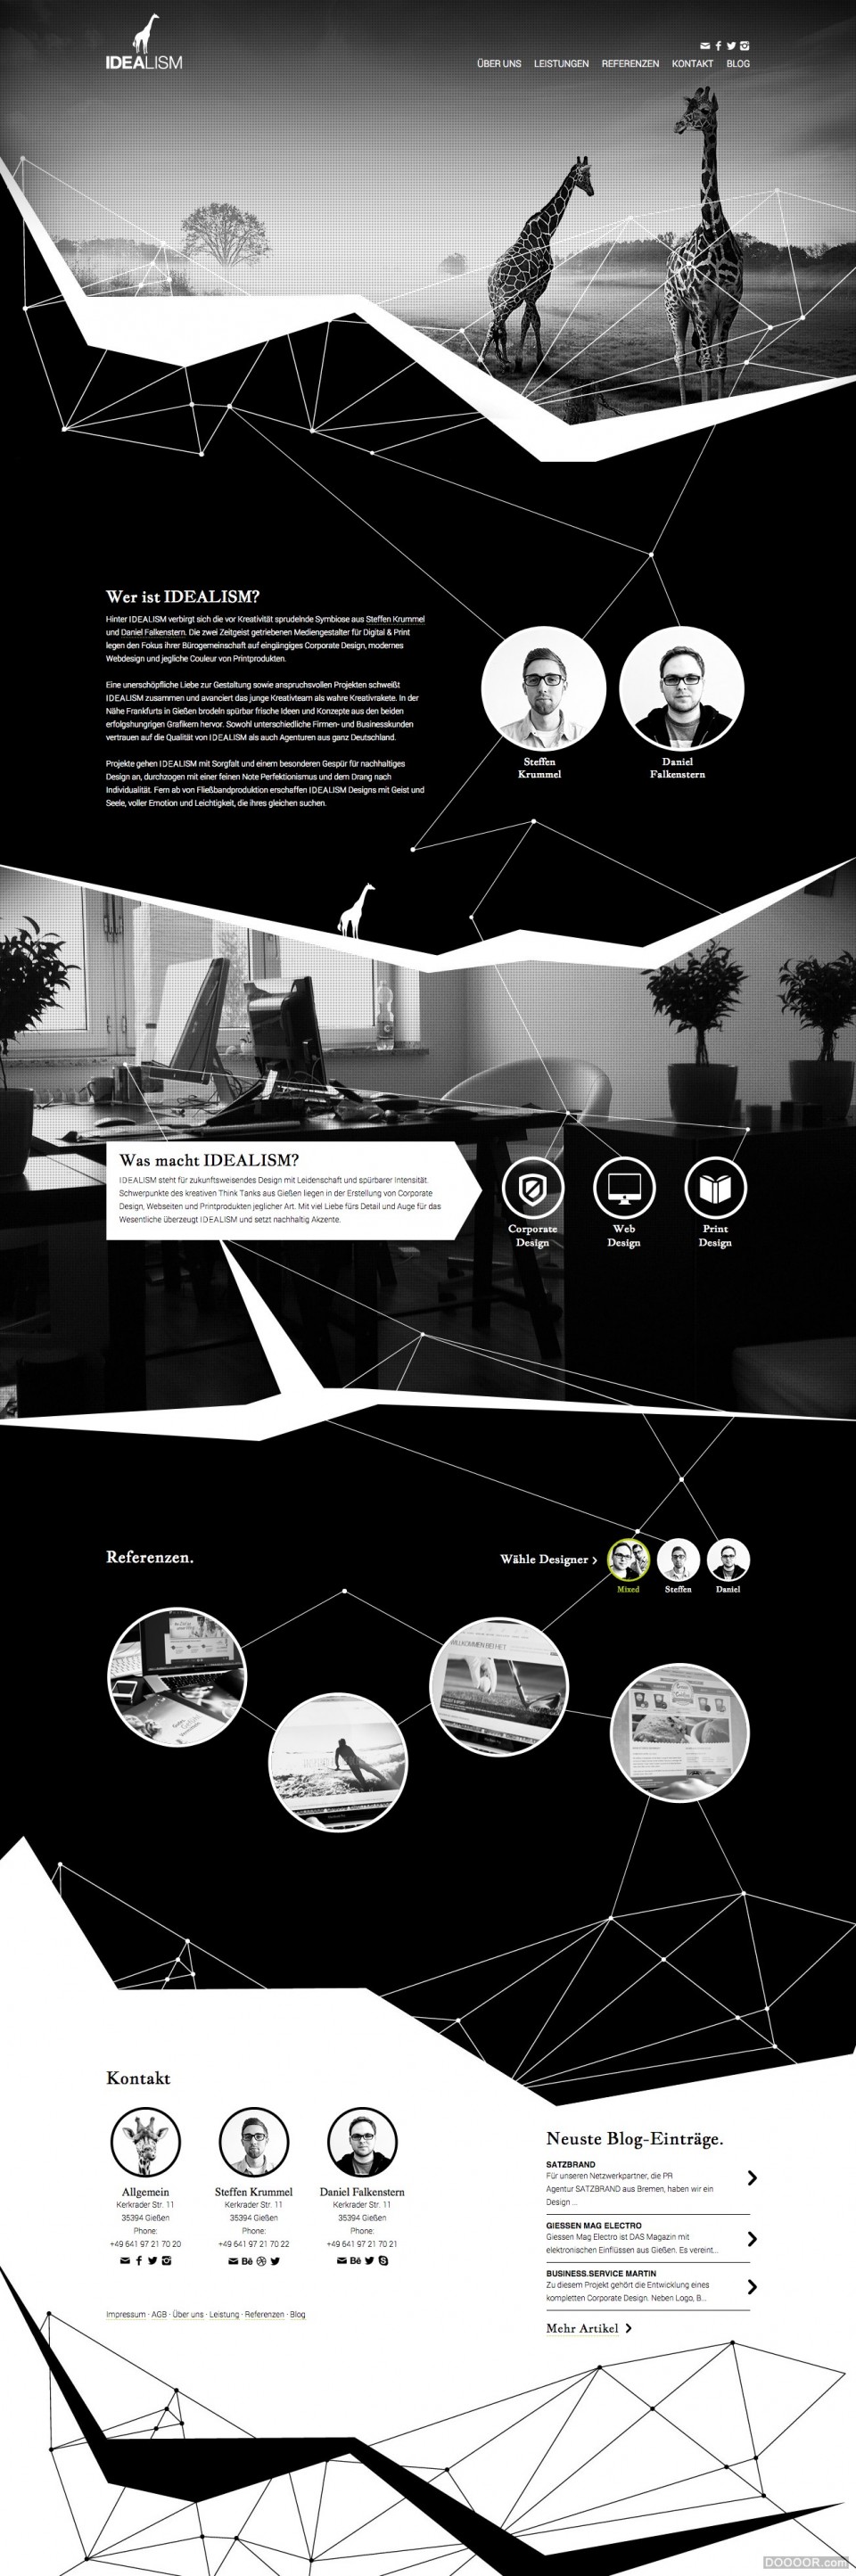 IDEALISM
ÜBER UNS LEISTUNGEN REFERENZEN KONTAKT BLOG
Wer ist IDEALISM?
Hinter IDEALISM verbirgt sich die vor Kreativität sprudelnde Symbiose aus Steffen Krummel
und Daniel Falkenstern. Die zwei Zeitgeist getriebenen Mediengestalter für Digital & Print
legen den Fokus ihrer Bürogemeinschaft auf eingängiges Corporate Design, modernes
Webdesign und jegliche Couleur von Printprodukten.
Eine unerschöpfliche Liebe zur Gestaltung sowie anspruchsvollen Projekten schweißt
IDEALISM zusammen und avanciert das junge Kreativteam als wahre Kreativrakete. In der
Nähe Frankfurts in Gießen brodeln spürbar frische Ideen und Konzepte aus den beiden
erfolgshungrigen Grafikern hervor. Sowohl unterschiedliche Firmen- und Businesskunden
vertrauen auf die Qualität von IDEALISM als auch Agenturen aus ganz Deutschland.
Projekte gehen IDEALISM mit Sorgfalt und einem besonderen Gespür für nachhaltiges
Design an, durchzogen mit einer feinen Note Perfektionismus und dem Drang nach
Individualität. Fern ab von Fließbandproduktion erschaffen IDEALISM Designs mit Geist und
Seele, voller Emotion und Leichtigkeit, die ihres gleichen suchen.
Steffen
Krummel
Daniel
Falkenstern
Was macht IDEALISM?
IDEALISM steht für zukunftsweisendes Design mit Leidenschaft und spürbarer Intensität.
Schwerpunkte des kreativen Think Tanks aus Gießen liegen in der Erstellung von Corporate
Design, Webseiten und Printprodukten jeglicher Art. Mit viel Liebe fürs Detail und Auge für das
Wesentliche überzeugt IDEALISM und setzt nachhaltig Akzente.
Corporate
Design
Web
Design
Print
Design
Referenzen.
Wähle Designer
Mixed
Steffen
Daniel
WILLKOMMEN BEI HET
Kontakt
Allgemein
Kerkrader Str. 11
35394 Gießen
Phone:
+49 641 97 21 70 20
Steffen Krummel
Kerkrader Str. 11
35394 Gießen
Phone:
+49 641 97 21 70 22
Bē
Daniel Falkenstern
Kerkrader Str. 11
35394 Gießen
Phone:
+49 641 97 21 70 21
Bē
Impressum · AGB · Über uns · Leistung · Referenzen · Blog
Neuste Blog-Einträge.
SATZBRAND
Für unseren Netzwerkpartner, die PR
Agentur SATZBRAND aus Bremen, haben wir ein
Design ...
GIESSEN MAG ELECTRO
Giessen Mag Electro ist DAS Magazin mit
elektronischen Einflüssen aus Gießen. Es vereint...
BUSINESS.SERVICE MARTIN
Zu diesem Projekt gehört die Entwicklung eines
kompletten Corporate Design. Neben Logo, B...
Mehr Artikel
DOOOOR.com